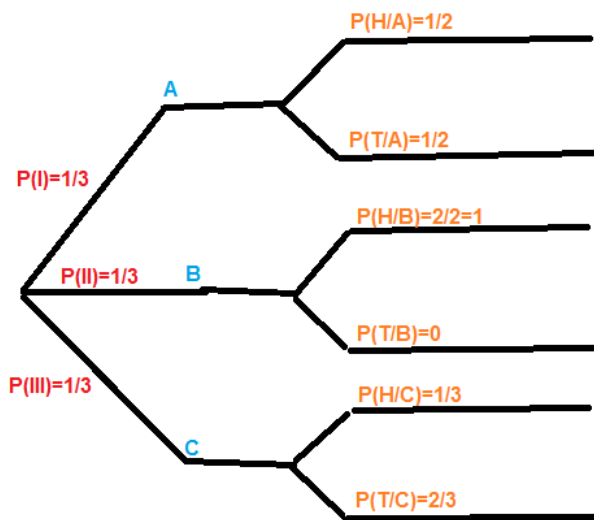 P(H/A)=1/2
A
P(T/A)=1/2
P(I)=1/3
P(H/B)=2/2=1
P(II)=1/3
B
P(T/B)=0
P(III)=1/3
P(H/C)=1/3
C
P(T/C)=2/3